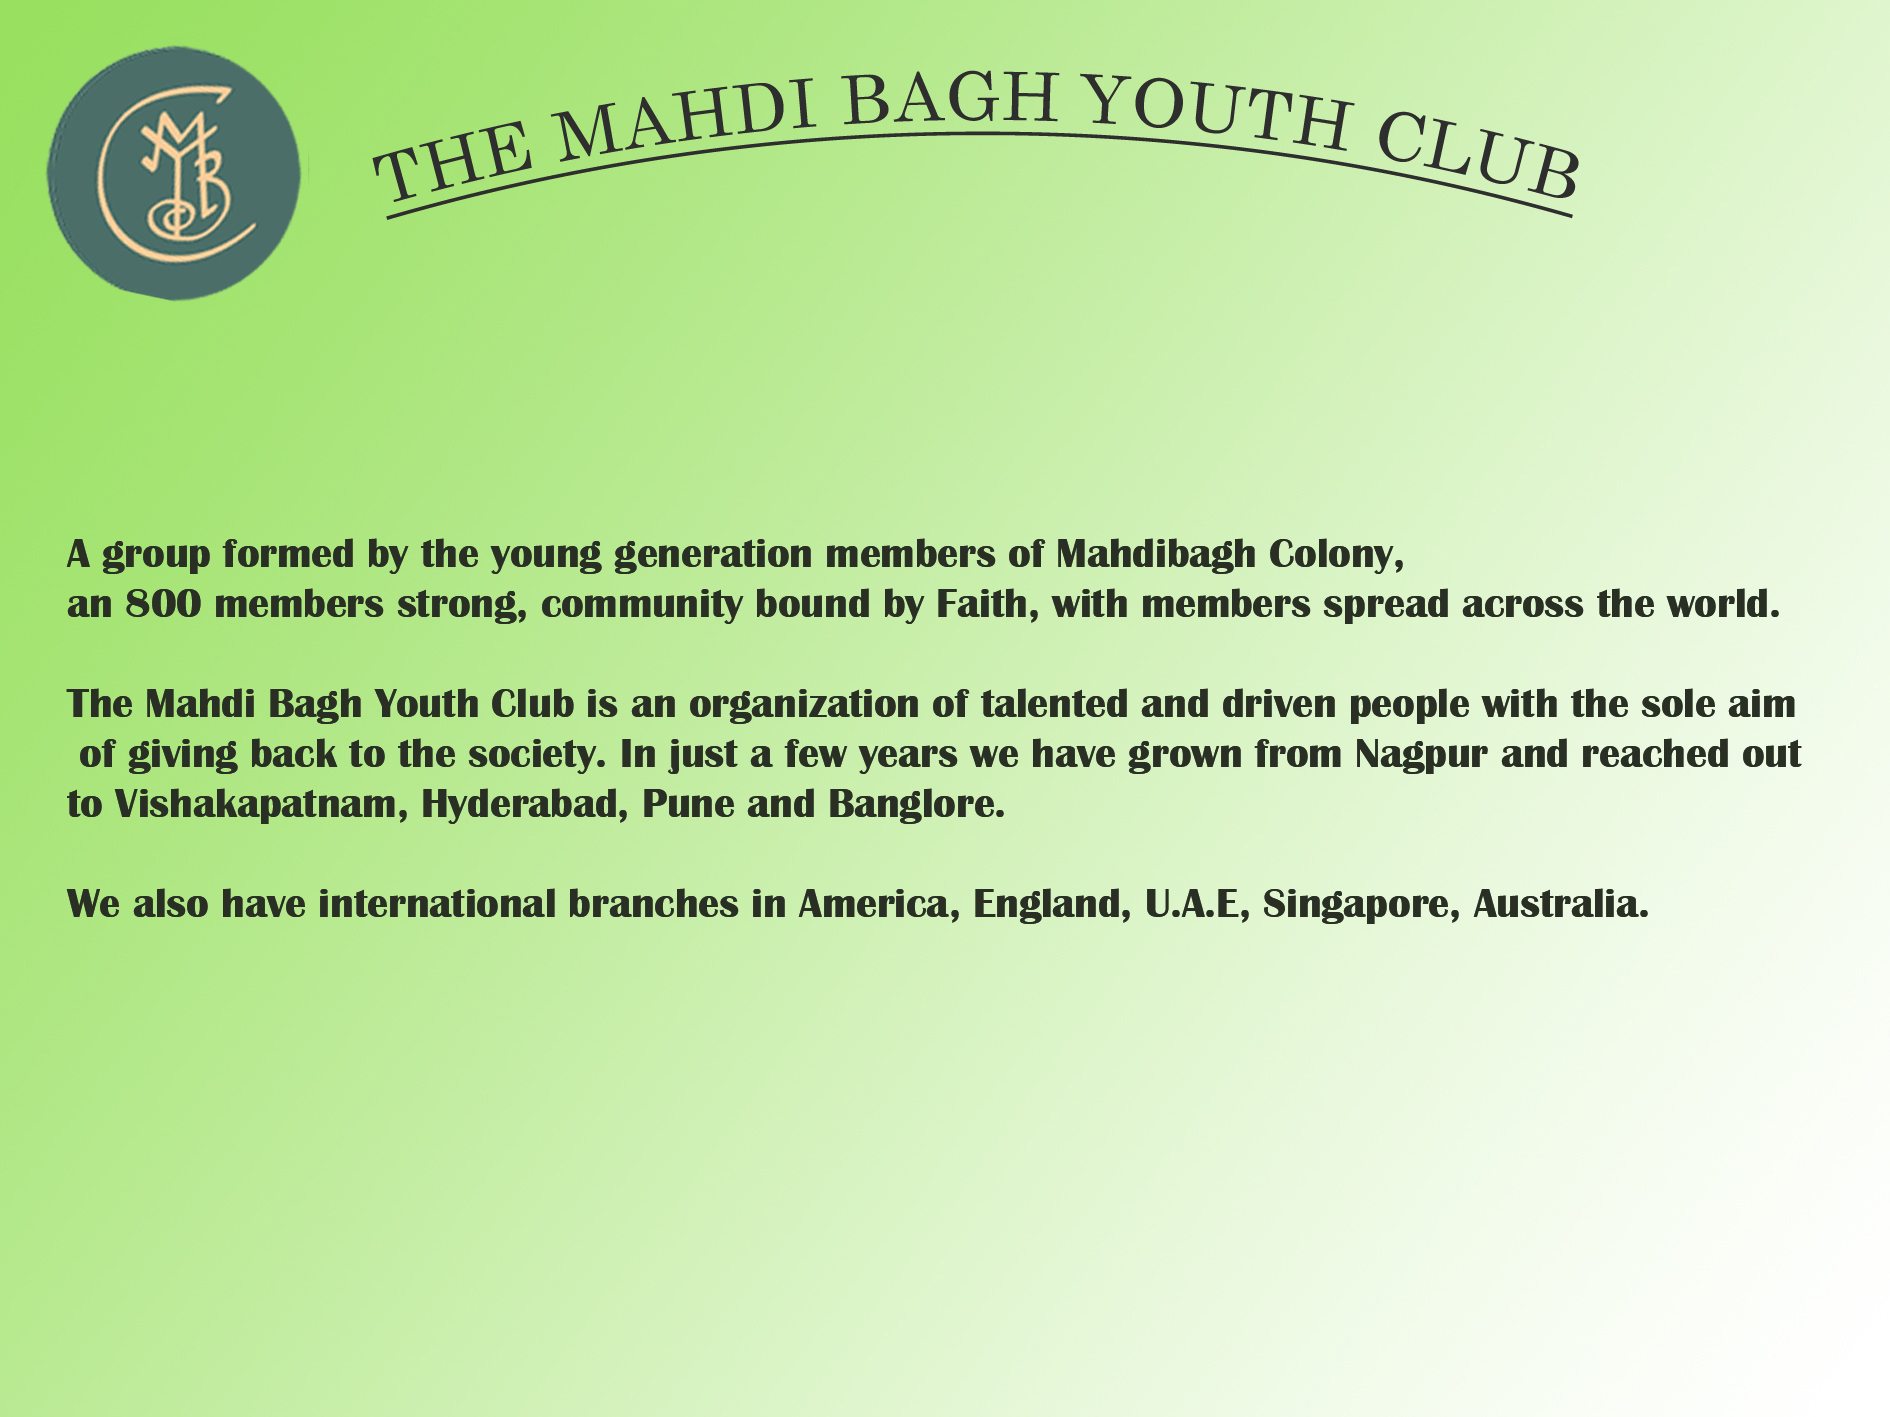 THE MAHDI BAGH YOUTH CLUB
A group formed by the young generation members of Mahdibagh Colony,
an 800 members strong, community bound by Faith, with members spread across the world.
The Mahdi Bagh Youth Club is an organization of talented and driven people with the sole aim
of giving back to the society. In just a few years we have grown from Nagpur and reached out
to Vishakapatnam, Hyderabad, Pune and Banglore.
We also have international branches in America, England, U.A.E, Singapore, Australia.